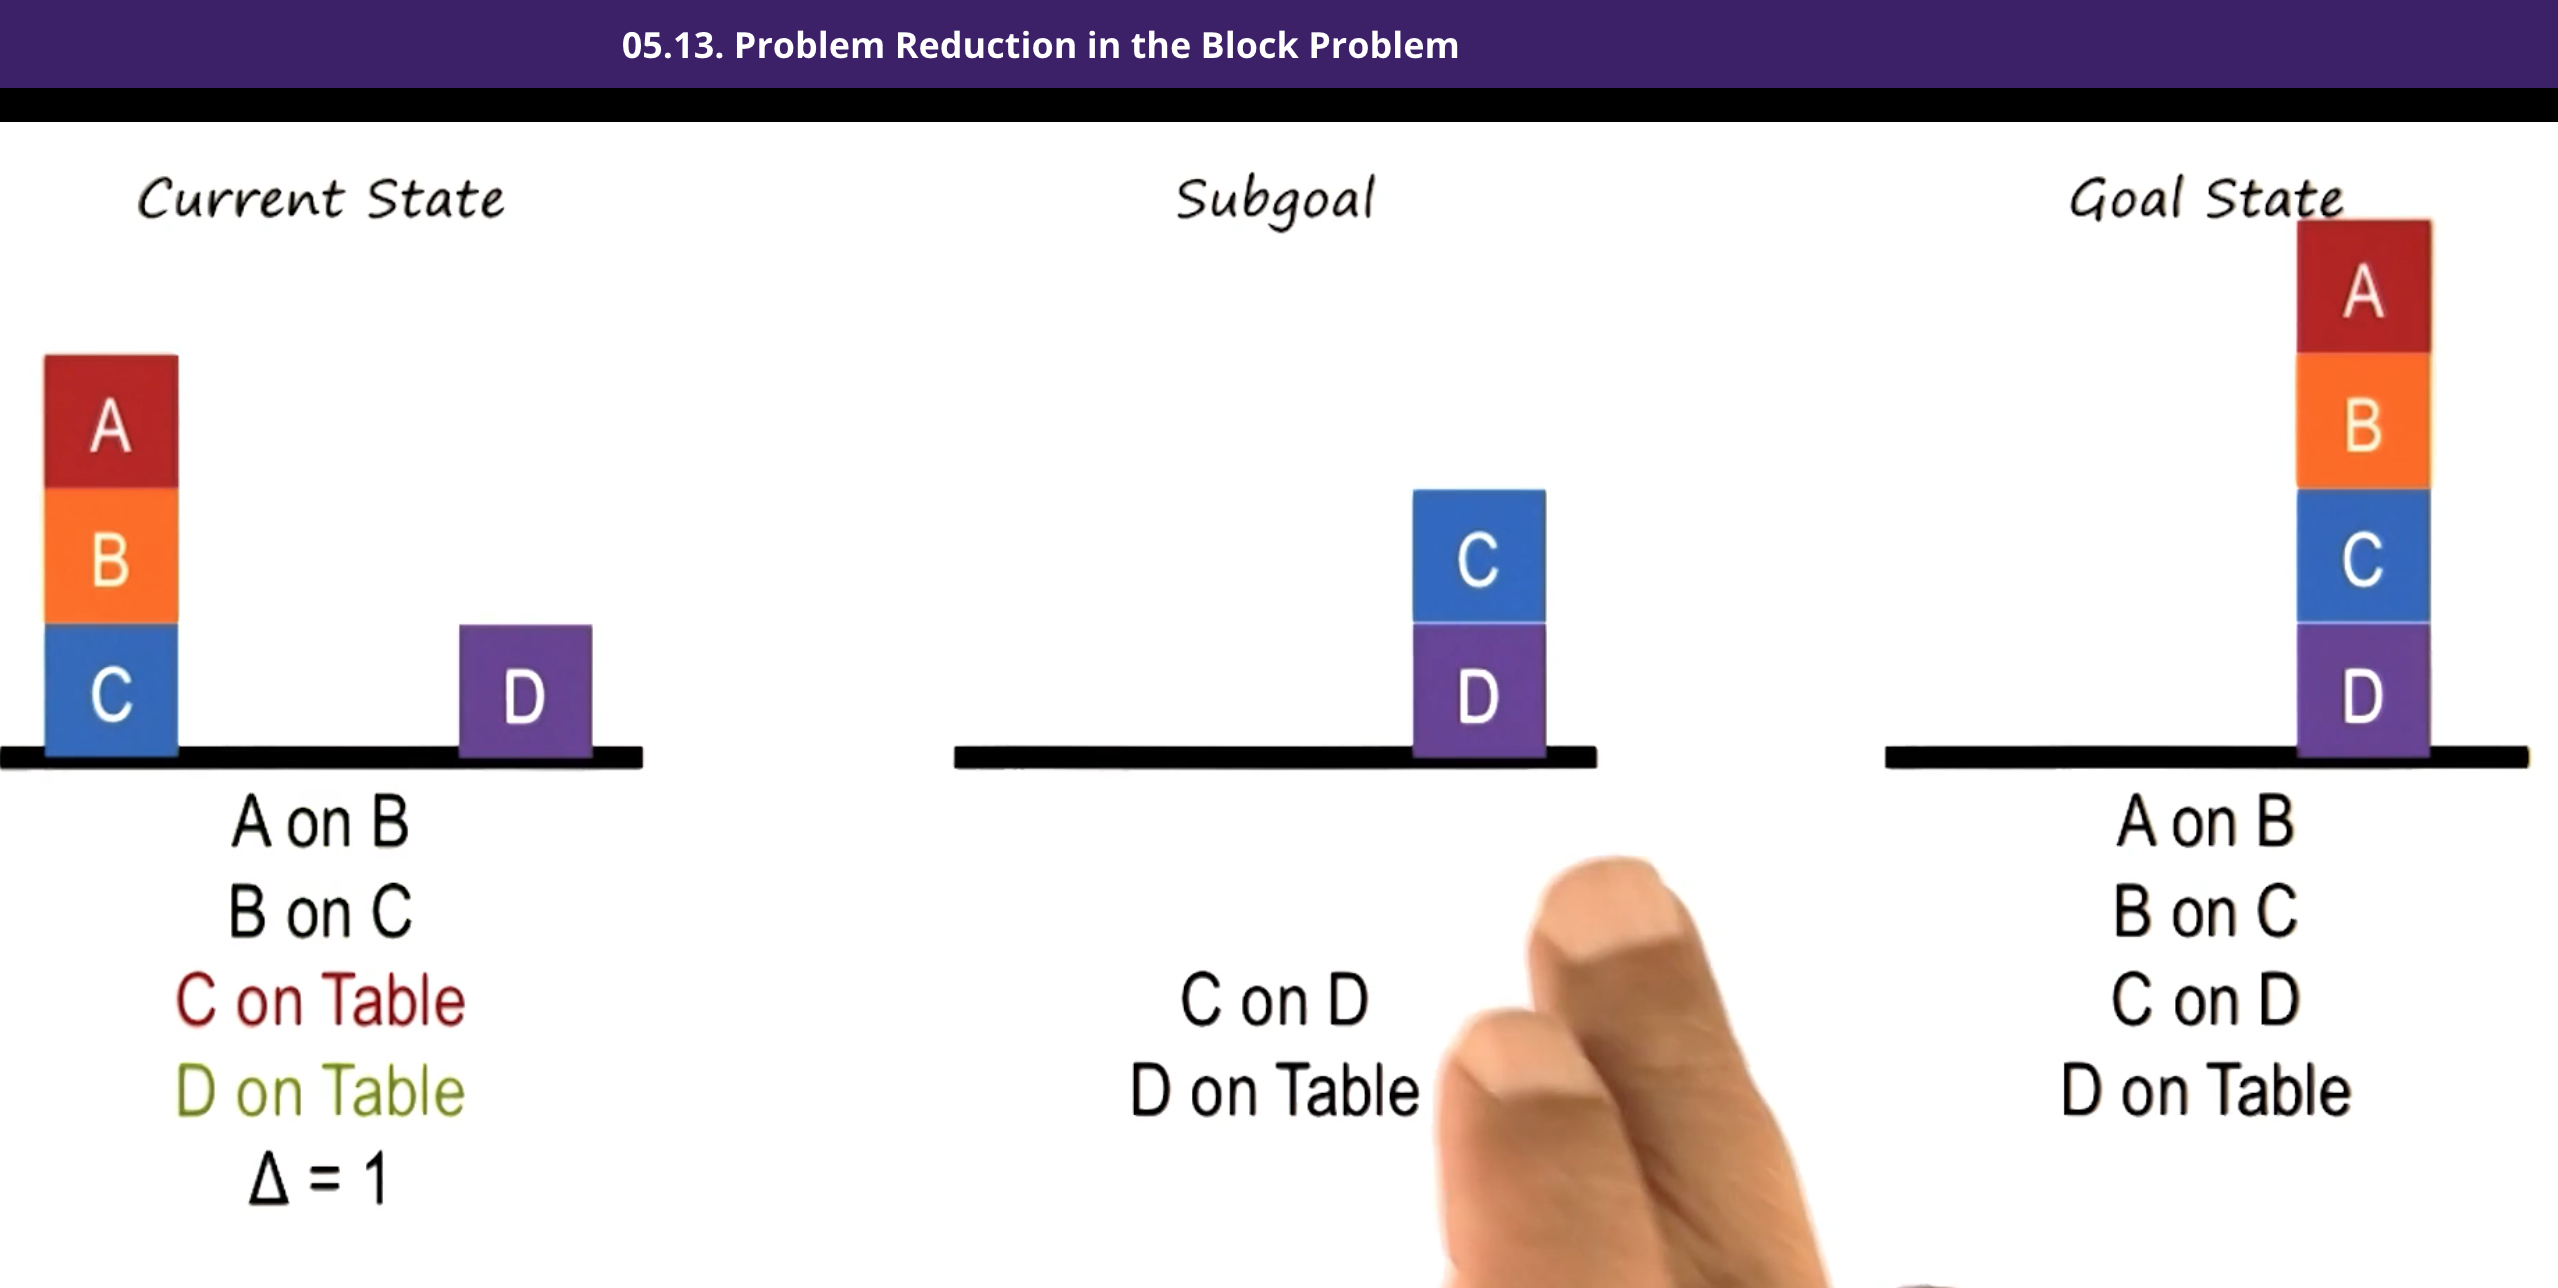 05.13. Problem Reduction in the Block Problem
Current State
Subgoal
Goal State
A
B
C
D
C
D
A
B
C
D
A on B
B on C
C on Table
D on Table
Δ = 1
C on D
D on Table
A on B
B on C
C on D
D on Table